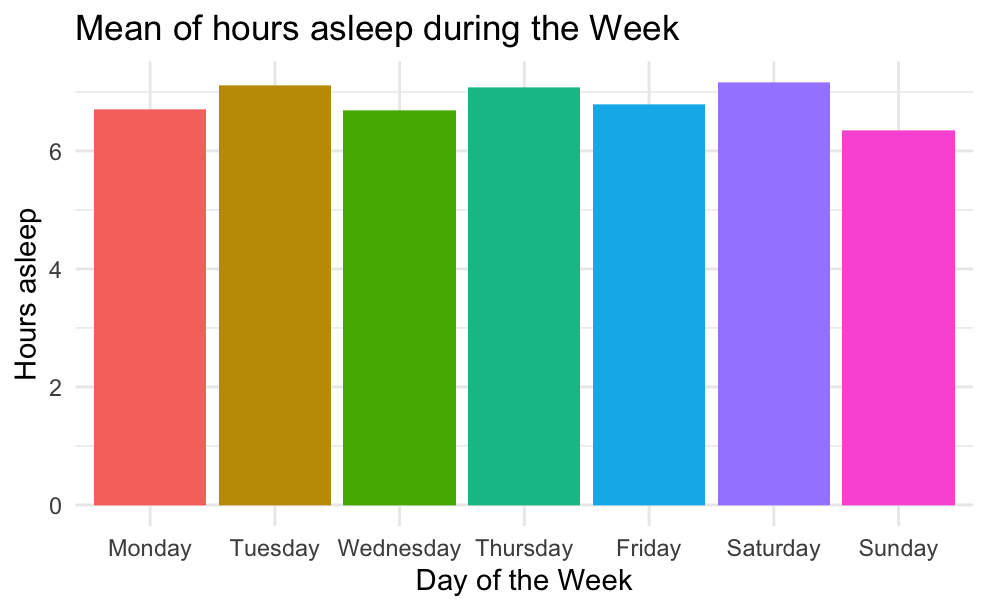 Mean of hours asleep during the Week
Hours asleep
6
4
2
0
Monday Tuesday Wednesday Thursday Friday Saturday Sunday
Day of the Week